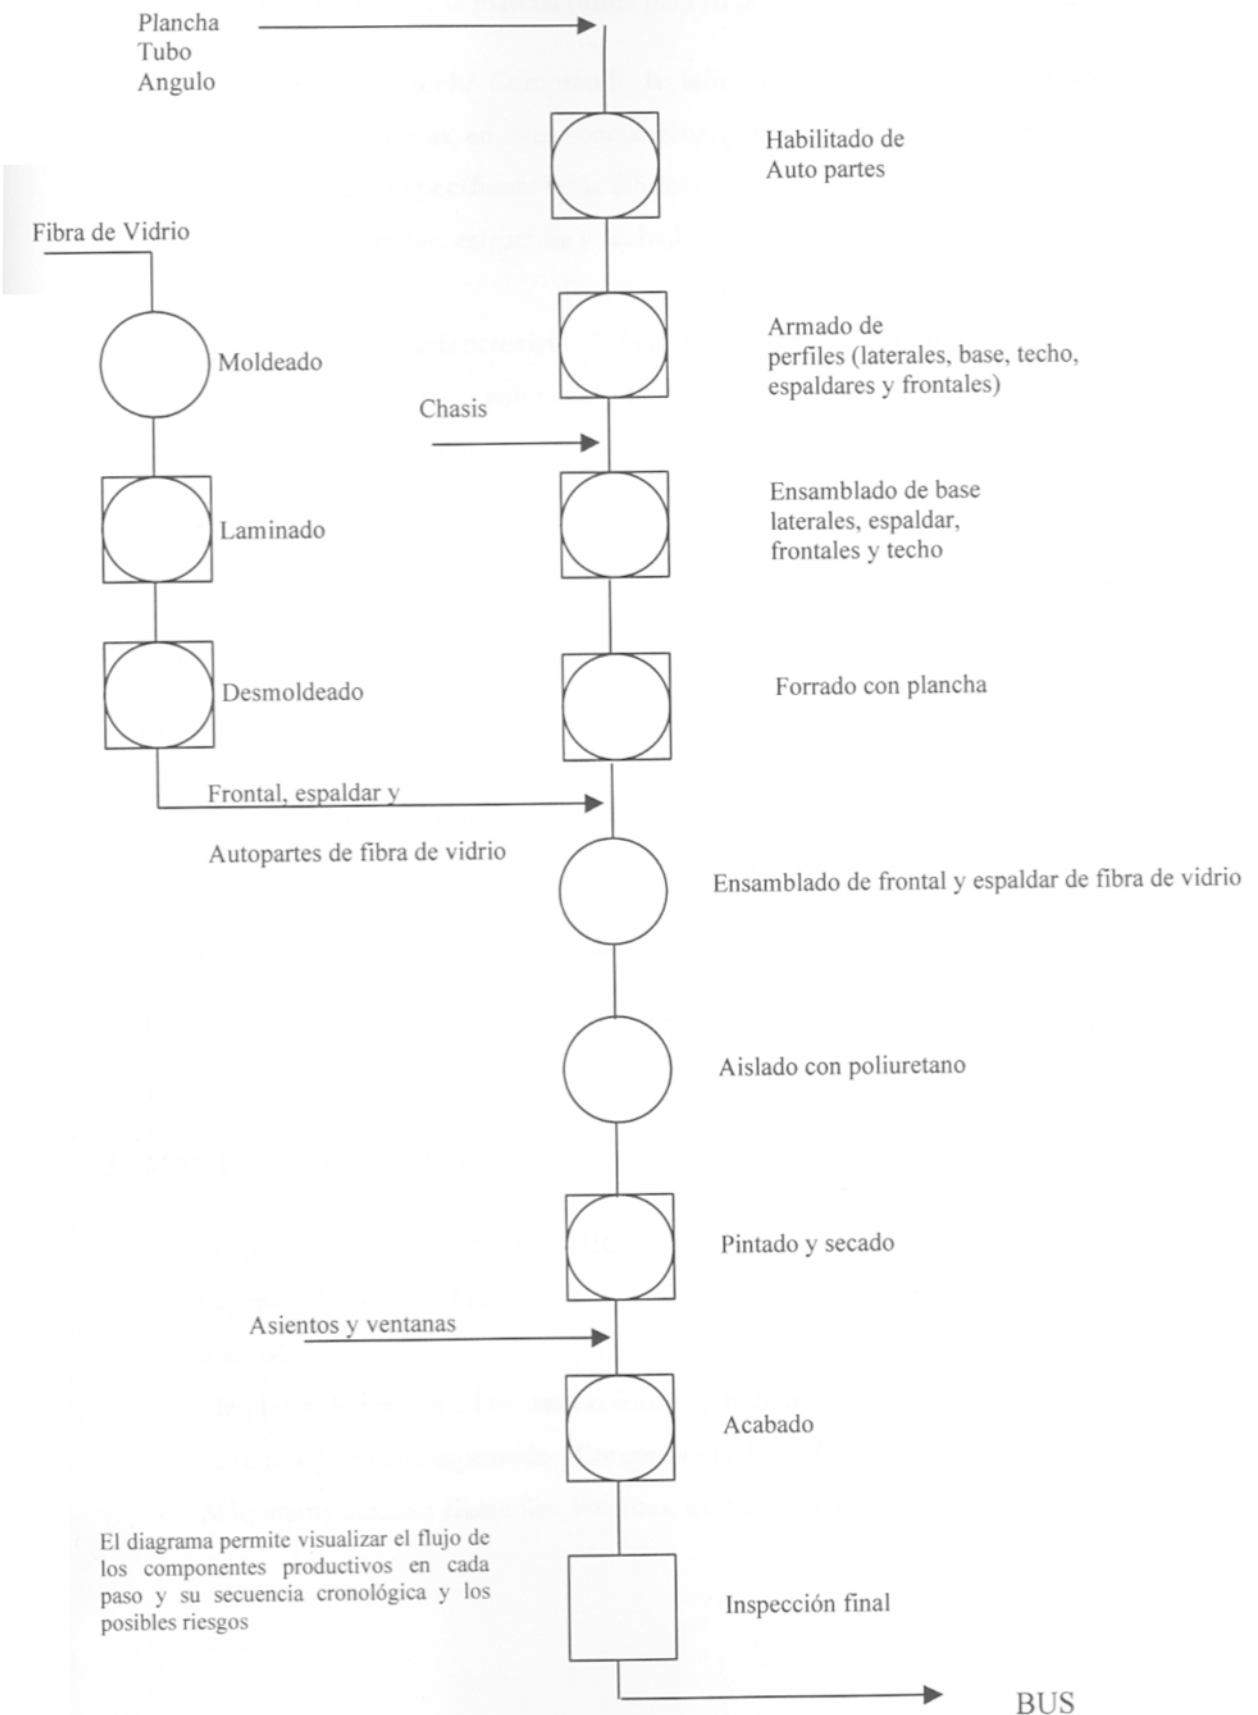 Plancha
Tubo
Angulo
Habilitado de
Auto partes
Fibra de Vidrio
Armado de
perfiles (laterales, base, techo,
espaldares y frontales)
Moldeado
Chasis
Ensamblado de base
laterales, espaldar,
frontales y techo
Laminado
Forrado con plancha
Desmoldeado
Frontal, espaldar y
Autopartes de fibra de vidrio
Ensamblado de frontal y espaldar de fibra de vidrio
Aislado con poliuretano
Pintado y secado
Asientos y ventanas
Acabado
El diagrama permite visualizar el flujo de
los componentes productivos en cada
paso y su secuencia cronológica y los
posibles riesgos
Inspección final
BUS